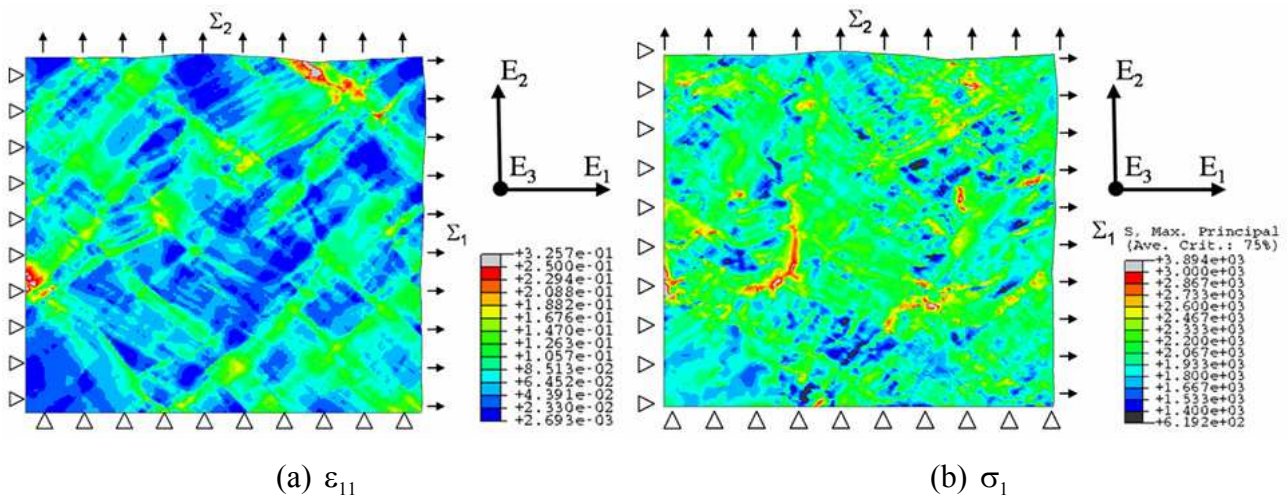 Σ₂
E₂
E₃
E₁
Σ₁
+3.257e-01
+2.500e-01
+2.294e-01
+2.088e-01
+1.882e-01
+1.676e-01
+1.470e-01
+1.263e-01
+1.057e-01
+8.513e-02
+6.452e-02
+4.391e-02
+2.330e-02
+2.693e-03
(a) ε₁₁
Σ₂
E₂
E₃
E₁
Σ₁
S, Max. Principal
(Ave. Crit.: 75%)
+3.894e+03
+3.000e+03
+2.867e+03
+2.733e+03
+2.600e+03
+2.467e+03
+2.333e+03
+2.200e+03
+2.067e+03
+1.933e+03
+1.800e+03
+1.667e+03
+1.533e+03
+1.400e+03
+6.192e+02
(b) σ₁